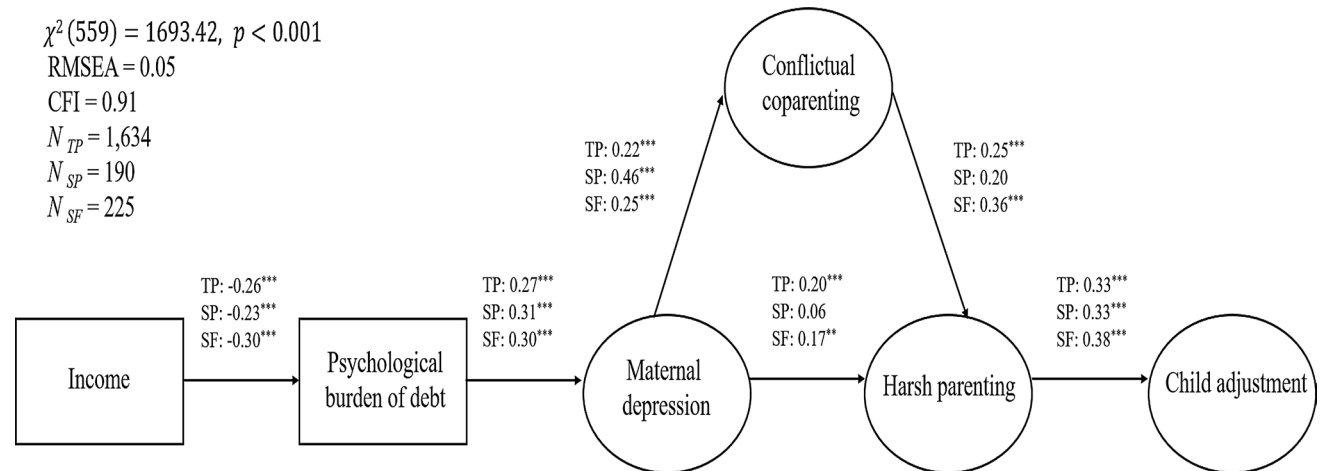 χ² (559) = 1693.42, p < 0.001
RMSEA = 0.05
CFI = 0.91
N TP = 1,634
N SP = 190
N SF = 225
Conflictual
coparenting
TP: 0.22***
SP: 0.46***
SF: 0.25***
TP: 0.25***
SP: 0.20
SF: 0.36***
TP: -0.26***
SP: -0.23***
SF: -0.30***
TP: 0.27***
SP: 0.31***
SF: 0.30***
TP: 0.20***
SP: 0.06
SF: 0.17**
TP: 0.33***
SP: 0.33***
SF: 0.38***
Income
Psychological
burden of debt
Maternal
depression
Harsh parenting
Child adjustment